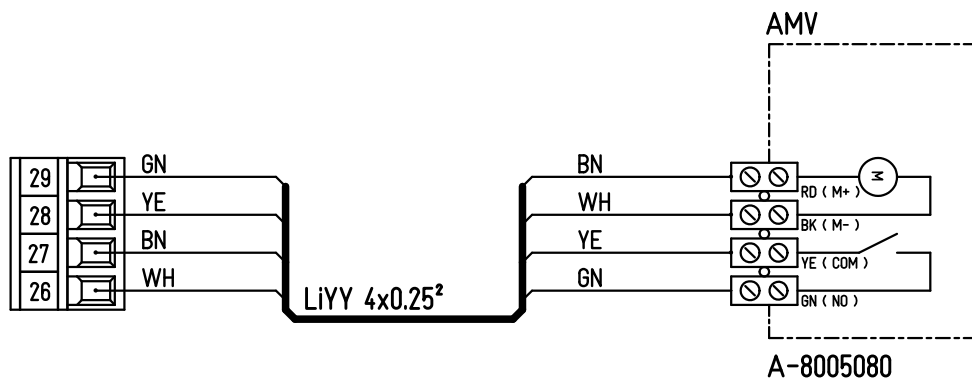 AMV
29 GN BN RD ( M+ ) M
28 YE WH BK ( M- )
27 BN YE YE ( COM )
26 WH GN GN ( NO )
LiYY 4x0.25²
A-8005080